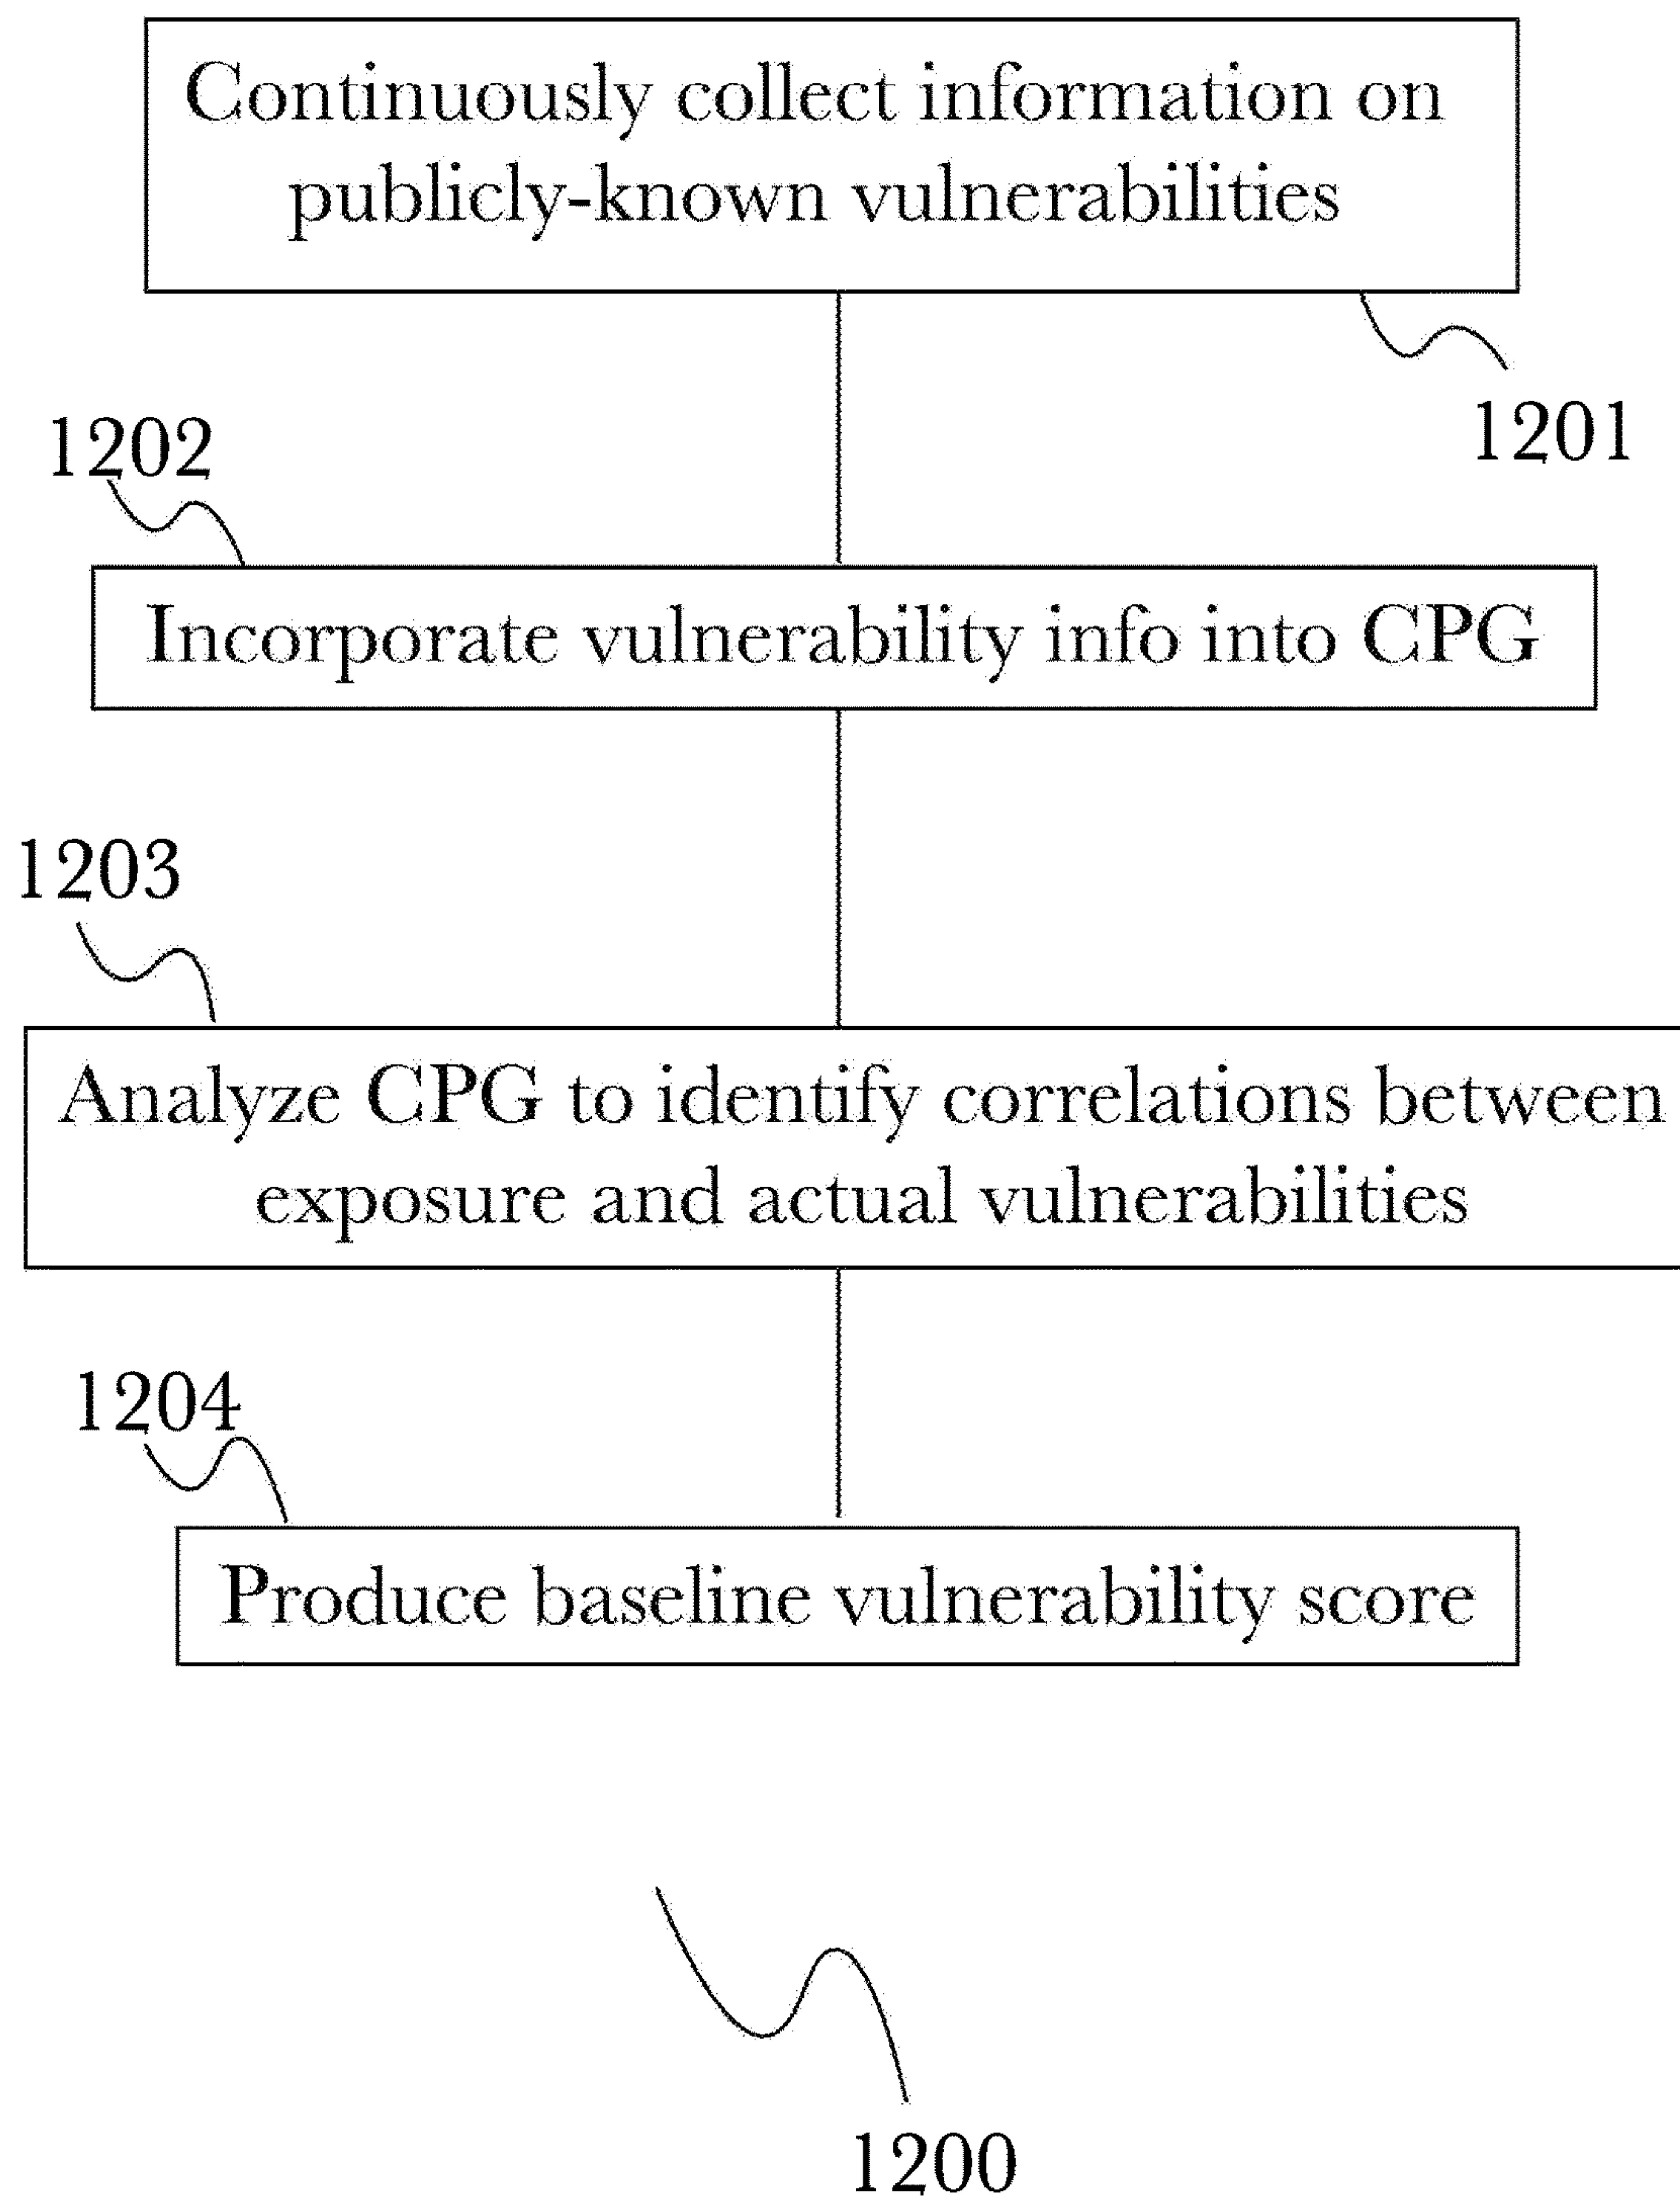 Continuously collect information on
publicly-known vulnerabilities
1201
1202
Incorporate vulnerability info into CPG
1203
Analyze CPG to identify correlations between
exposure and actual vulnerabilities
1204
Produce baseline vulnerability score
1200